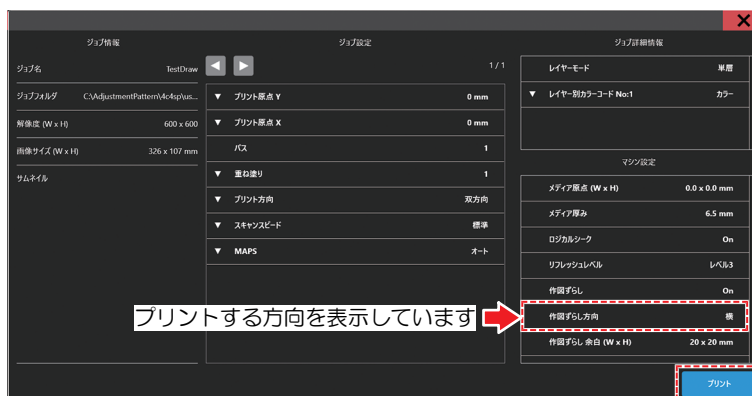 ジョブ情報
ジョブ名 TestDraw
ジョブフォルダ C:\AdjustmentPattern\4c4sp\us...
解像度 (W x H) 600 x 600
画像サイズ (W x H) 326 x 107 mm
サムネイル
ジョブ設定
1 / 1
▼ プリント原点 Y 0 mm
▼ プリント原点 X 0 mm
パス 1
▼ 重ね塗り 1
▼ プリント方向 双方向
▼ スキャンスピード 標準
▼ MAPS オート
ジョブ詳細情報
レイヤーモード 単層
▼ レイヤー別カラーコード No:1 カラー
マシン設定
メディア原点 (W x H) 0.0 x 0.0 mm
メディア厚み 6.5 mm
ロジカルシーク On
リフレッシュレベル レベル3
作図ずらし On
作図ずらし方向 横
作図ずらし 余白 (W x H) 20 x 20 mm
プリントする方向を表示しています
プリント